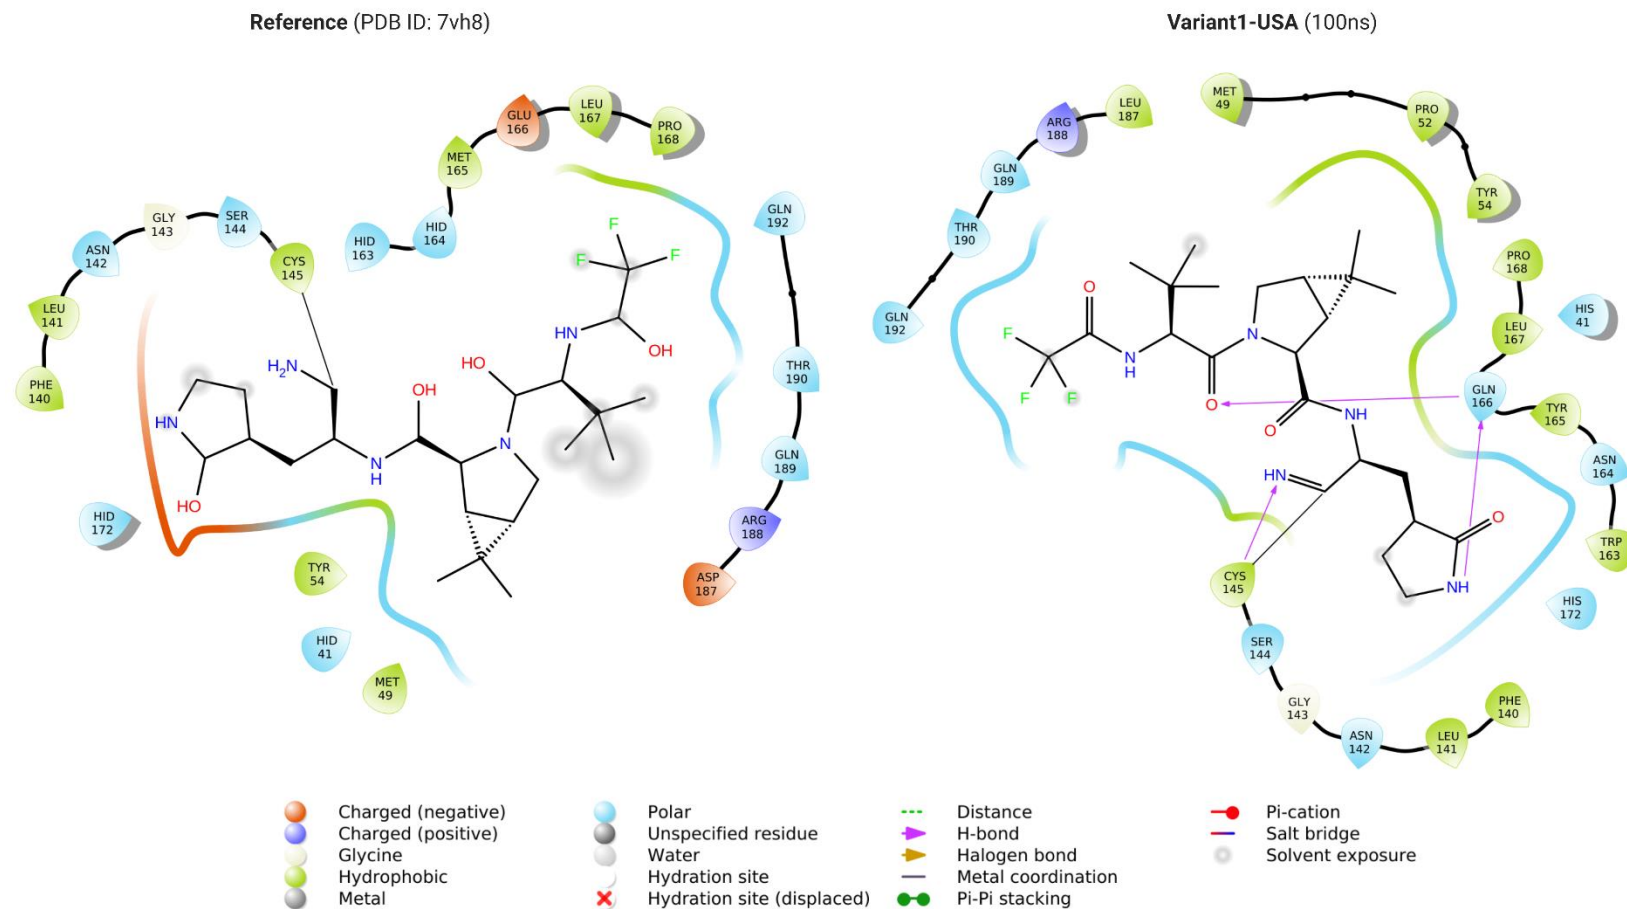 Reference (PDB ID: 7vh8)
GLU
166
LEU
167
PRO
168
MET
165
HID
164
HID
163
GLN
192
THR
190
GLN
189
ARG
188
ASP
187
SER
144
GLY
143
ASN
142
CYS
145
LEU
141
PHE
140
HID
172
TYR
54
HID
41
MET
49
F
F
F
HN
OH
HO
OH
H2N
HN
N
N
H
HO
Variant1-USA (100ns)
MET
49
PRO
52
TYR
54
LEU
187
ARG
188
GLN
189
THR
190
GLN
192
PRO
168
HIS
41
LEU
167
GLN
166
TYR
165
ASN
164
TRP
163
HIS
172
CYS
145
SER
144
GLY
143
ASN
142
LEU
141
PHE
140
O
F
F
F
N
H
N
O
O
NH
HN
O
NH
Charged (negative)
Charged (positive)
Glycine
Hydrophobic
Metal
Polar
Unspecified residue
Water
Hydration site
Hydration site (displaced)
Distance
H-bond
Halogen bond
Metal coordination
Pi-Pi stacking
Pi-cation
Salt bridge
Solvent exposure